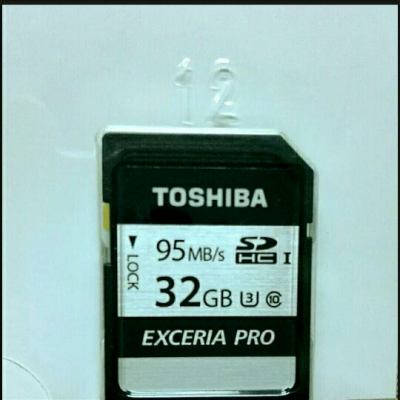 12
TOSHIBA
95MB/s SD HC I
LOCK
32GB U3 10
EXCERIA PRO